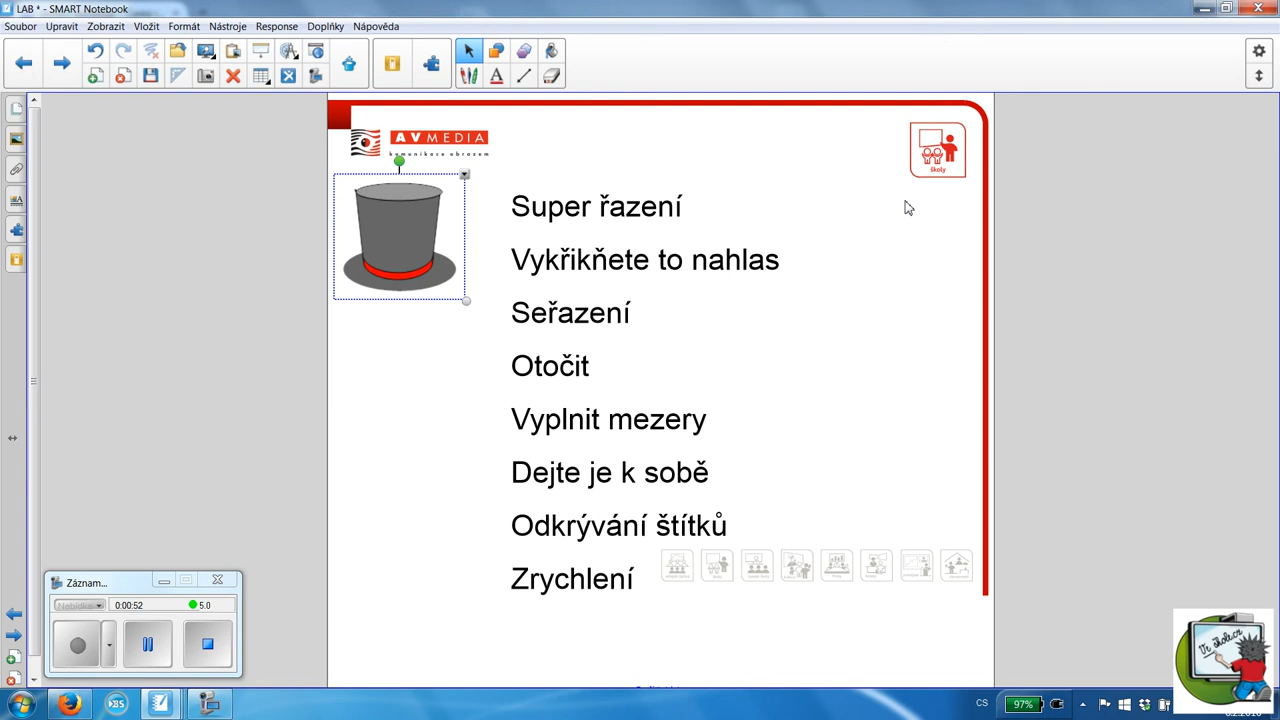 LAB * - SMART Notebook
Soubor Upravit Zobrazit Vložit Formát Nástroje Response Doplňky Nápověda
AV MEDIA
komunikace obrazem
školy
Super řazení
Vykřikňete to nahlas
Seřazení
Otočit
Vyplnit mezery
Dejte je k sobě
Odkrývání štítků
Zrychlení
Záznam...
Nabídka
0:00:52
5.0
Ve škole.cz
CS
97%